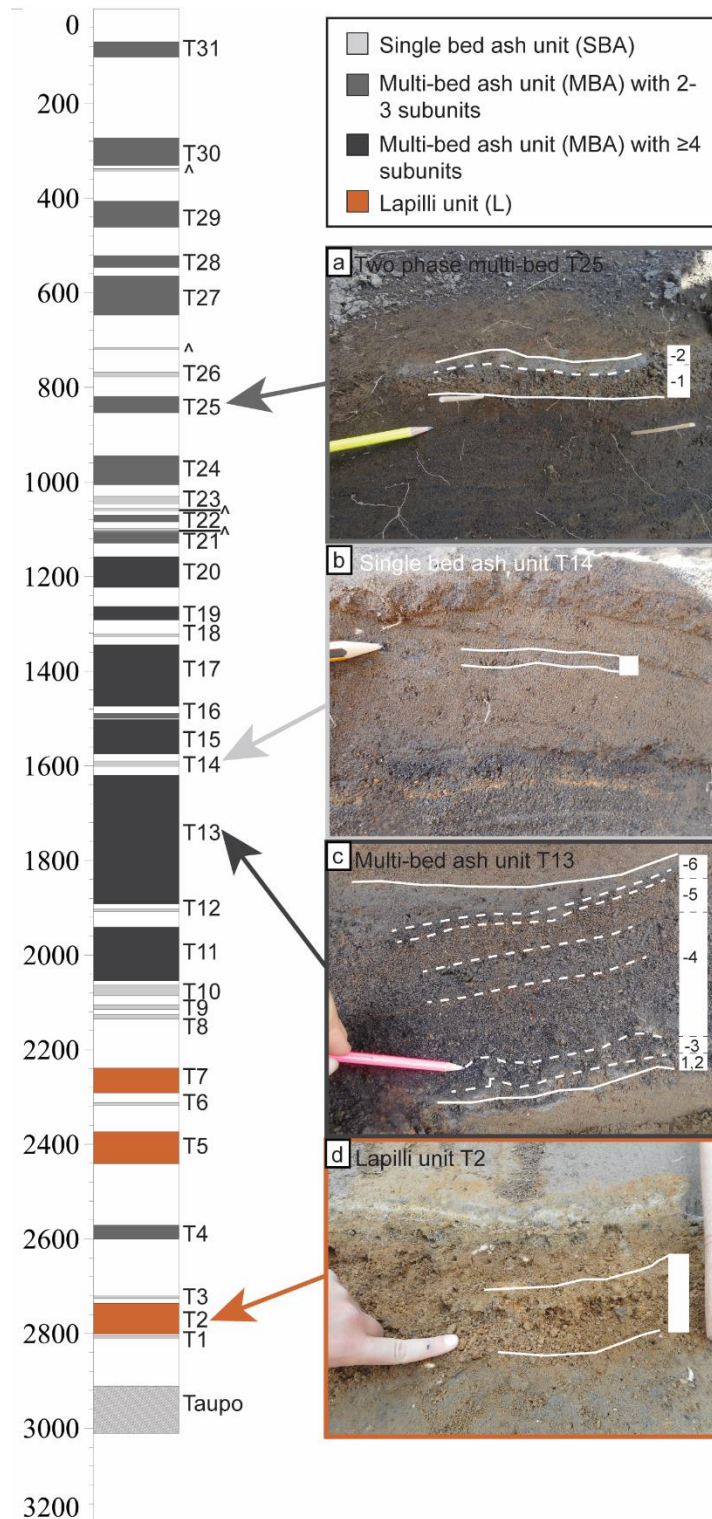 0
200
400
600
800
1000
1200
1400
1600
1800
2000
2200
2400
2600
2800
3000
3200
T31
T30
^
T29
T28
T27
^
T26
T25
T24
T23
^
T22
^
T21
T20
T19
T18
T17
T16
T15
T14
T13
T12
T11
T10
T9
T8
T7
T6
T5
T4
T3
T2
T1
Taupo
Single bed ash unit (SBA)
Multi-bed ash unit (MBA) with 2-
3 subunits
Multi-bed ash unit (MBA) with ≥4
subunits
Lapilli unit (L)
a Two phase multi-bed T25
-2
-1
b Single bed ash unit T14
c Multi-bed ash unit T13
-6
-5
-4
-3
1,2
d Lapilli unit T2